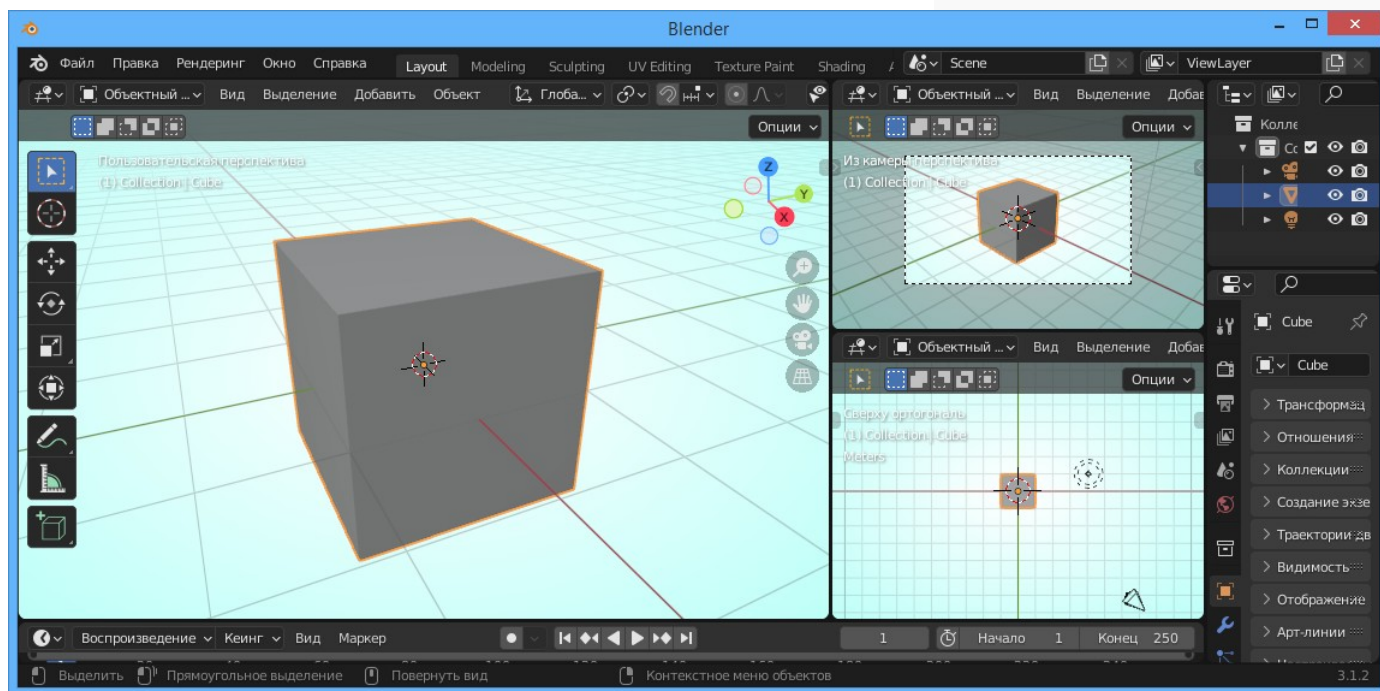 Blender
Файл Правка Рендеринг Окно Справка Layout Modeling Sculpting UV Editing Texture Paint Shading Scene ViewLayer
Объектный ... Вид Выделение Добавить Объект Глоба...
Опции
Пользовательская перспектива
(1) Collection | Cube
Z
Y
X
Объектный ... Вид Выделение Добав
Опции
Из камеры перспектива
(1) Collection | Cube
Объектный ... Вид Выделение Добав
Опции
Сверху ортогональ
(1) Collection | Cube
Meters
Колле
Cc
Cube
Cube
Трансформац
Отношения
Коллекции
Создание экзе
Траектории дв
Видимость
Отображение
Арт-линии
Воспроизведение Кеинг Вид Маркер 1 Начало 1 Конец 250
Выделить Прямоугольное выделение Повернуть вид Контекстное меню объектов 3.1.2